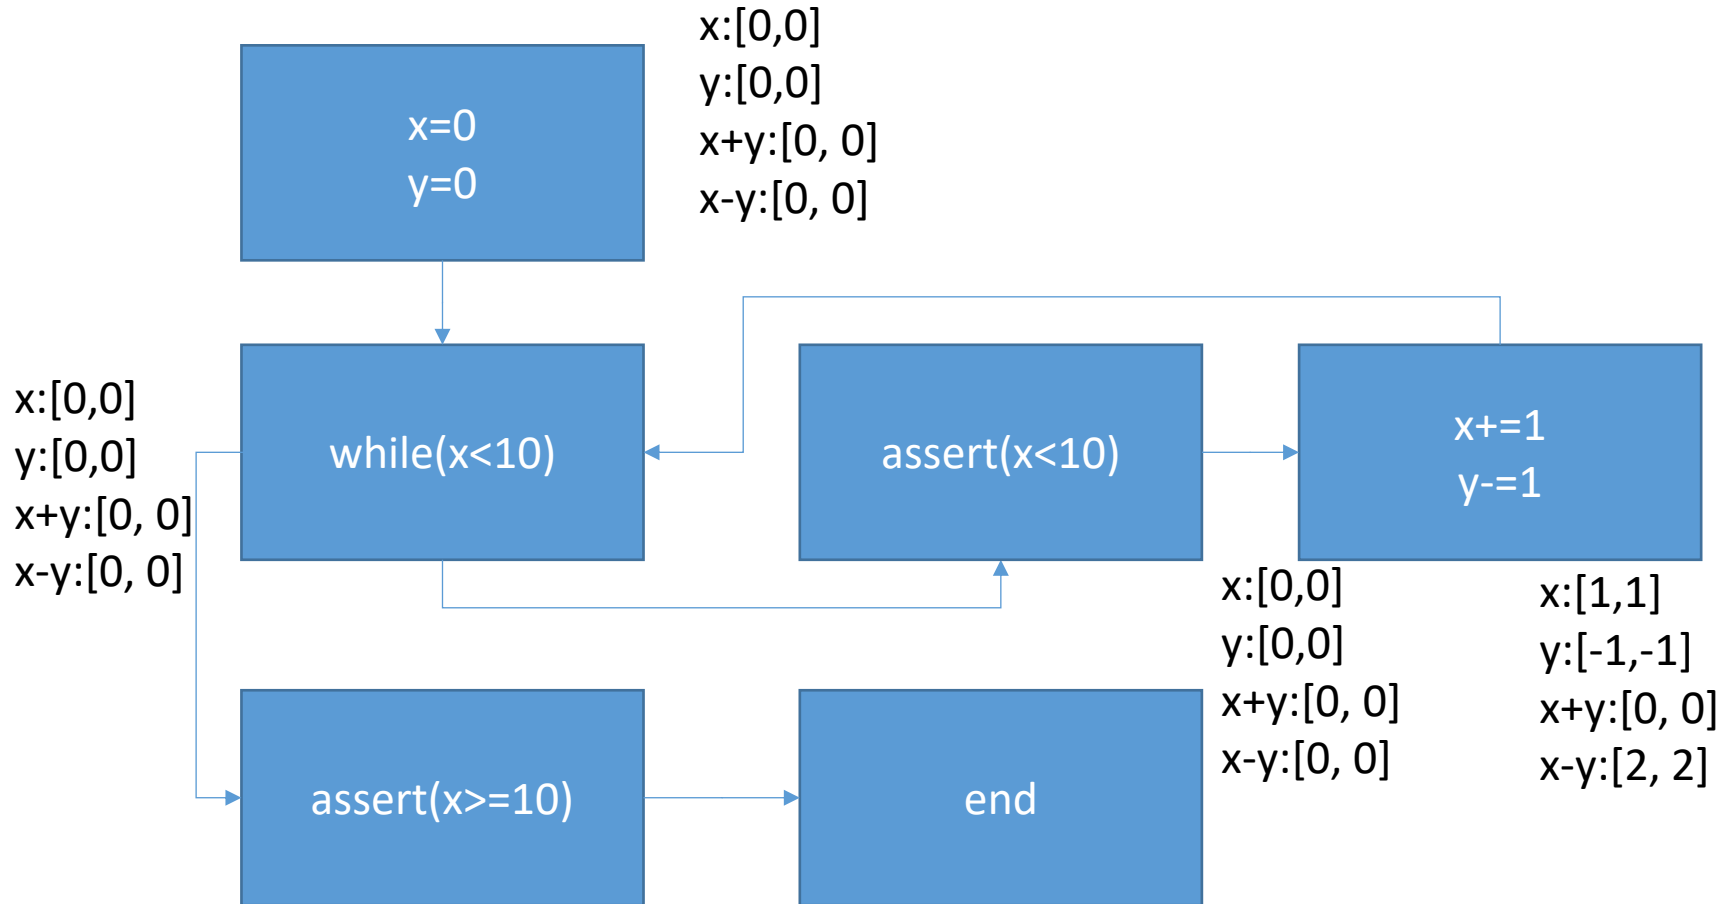 x:[0,0]
y:[0,0]
x+y:[0, 0]
x-y:[0, 0]
x=0
y=0
x:[0,0]
y:[0,0]
x+y:[0, 0]
x-y:[0, 0]
while(x<10)
assert(x<10)
x+=1
y-=1
x:[0,0]
y:[0,0]
x+y:[0, 0]
x-y:[0, 0]
x:[1,1]
y:[-1,-1]
x+y:[0, 0]
x-y:[2, 2]
assert(x>=10)
end